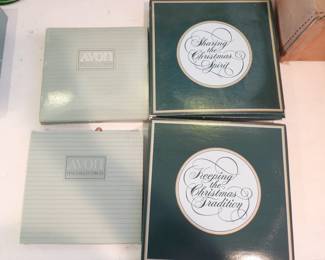 AVON
Sharing
the
Christmas
Spirit
AVON
Keeping
the
Christmas
Tradition